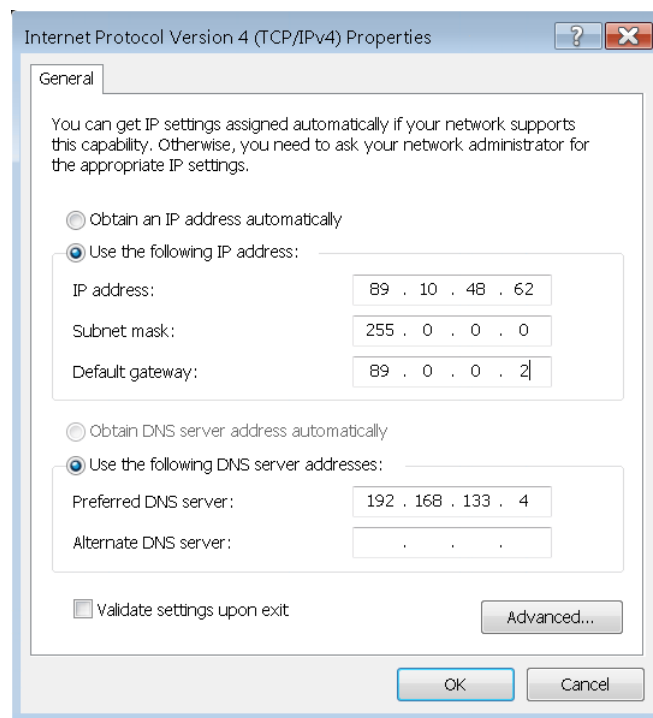 Internet Protocol Version 4 (TCP/IPv4) Properties
General
You can get IP settings assigned automatically if your network supports
this capability. Otherwise, you need to ask your network administrator for
the appropriate IP settings.
Obtain an IP address automatically
Use the following IP address:
IP address: 89 . 10 . 48 . 62
Subnet mask: 255 . 0 . 0 . 0
Default gateway: 89 . 0 . 0 . 2
Obtain DNS server address automatically
Use the following DNS server addresses:
Preferred DNS server: 192 . 168 . 133 . 4
Alternate DNS server: . . .
Validate settings upon exit
Advanced...
OK Cancel